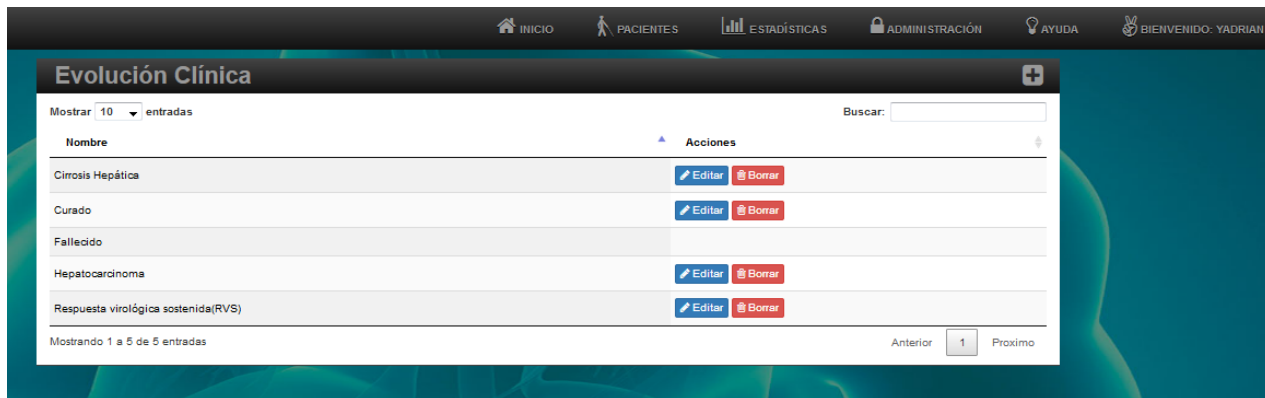 INICIO PACIENTES ESTADÍSTICAS ADMINISTRACIÓN AYUDA BIENVENIDO: YADRIAN
Evolución Clínica
Mostrar 10 entradas Buscar:
Nombre Acciones
Cirrosis Hepática Editar Borrar
Curado Editar Borrar
Fallecido
Hepatocarcinoma Editar Borrar
Respuesta virológica sostenida(RVS) Editar Borrar
Mostrando 1 a 5 de 5 entradas Anterior 1 Proximo